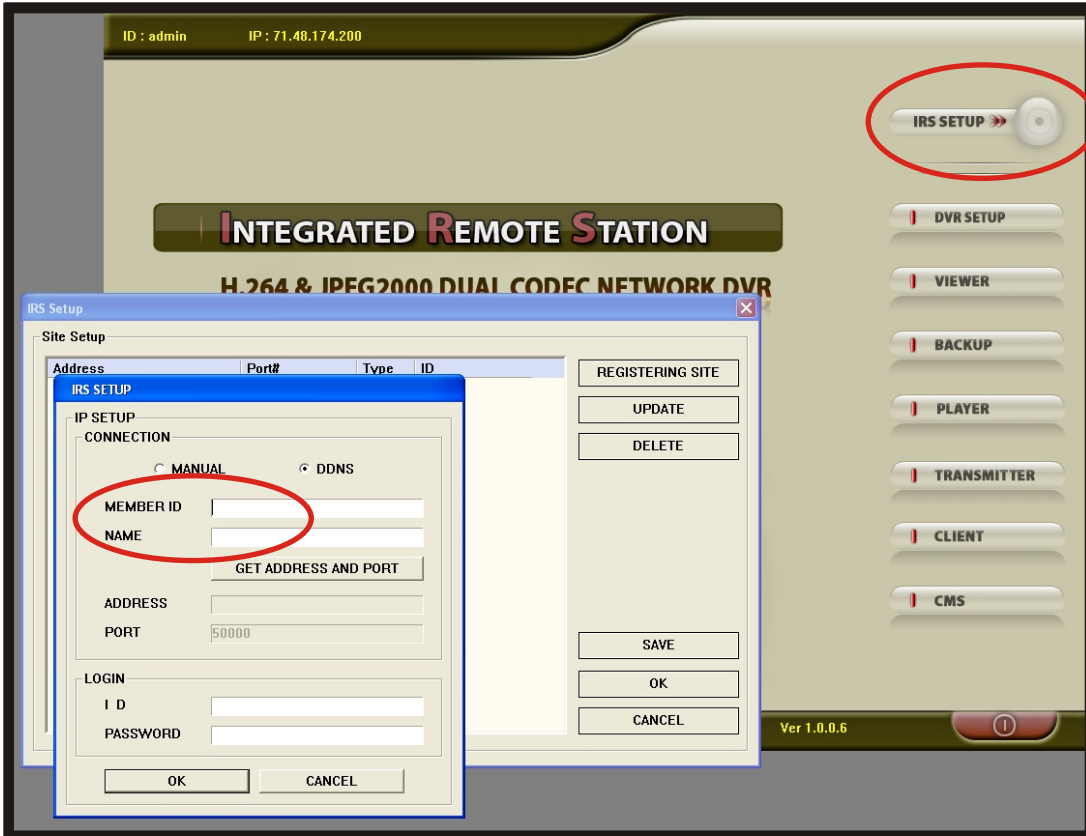 ID : admin IP : 71.48.174.200
IRS SETUP
INTEGRATED REMOTE STATION
H.264 & JPEG2000 DUAL CODEC NETWORK DVR
DVR SETUP
VIEWER
BACKUP
PLAYER
TRANSMITTER
CLIENT
CMS
IRS Setup
Site Setup
Address Port# Type ID
REGISTERING SITE
UPDATE
DELETE
SAVE
OK
CANCEL
IRS SETUP
IP SETUP
CONNECTION
MANUAL DDNS
MEMBER ID
NAME
GET ADDRESS AND PORT
ADDRESS
PORT 50000
LOGIN
I D
PASSWORD
OK CANCEL
Ver 1.0.0.6